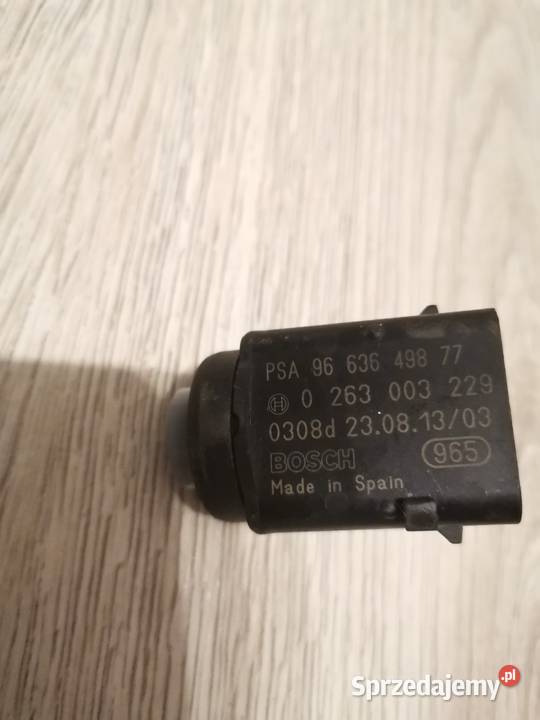 PSA 96 636 498 77
0 263 003 229
0308d 23.08.13/03
BOSCH 965
Made in Spain
Sprzedajemy.pl